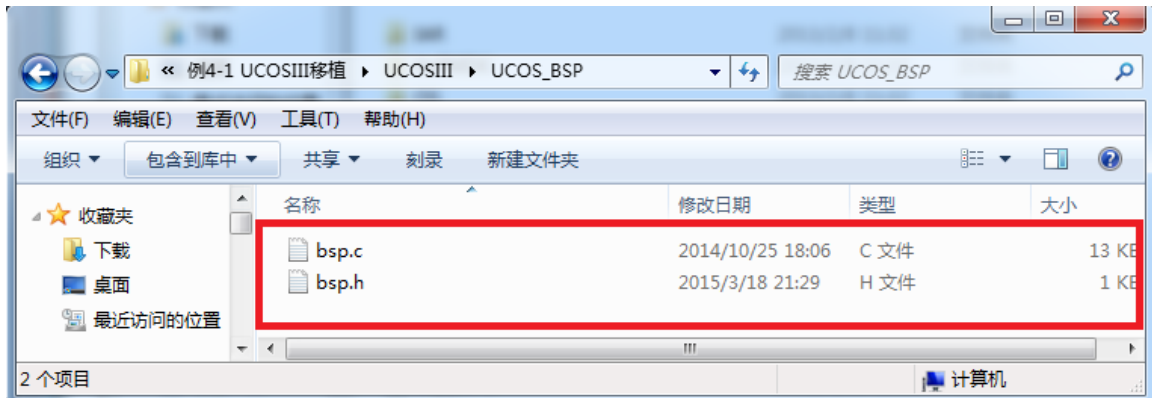 « 例4-1 UCOSIII移植 ▸ UCOSIII ▸ UCOS_BSP 搜索 UCOS_BSP
文件(F) 编辑(E) 查看(V) 工具(T) 帮助(H)
组织 包含到库中 共享 刻录 新建文件夹
收藏夹 名称 修改日期 类型 大小
下载 bsp.c 2014/10/25 18:06 C 文件 13 KB
桌面 bsp.h 2015/3/18 21:29 H 文件 1 KB
最近访问的位置
2 个项目 计算机